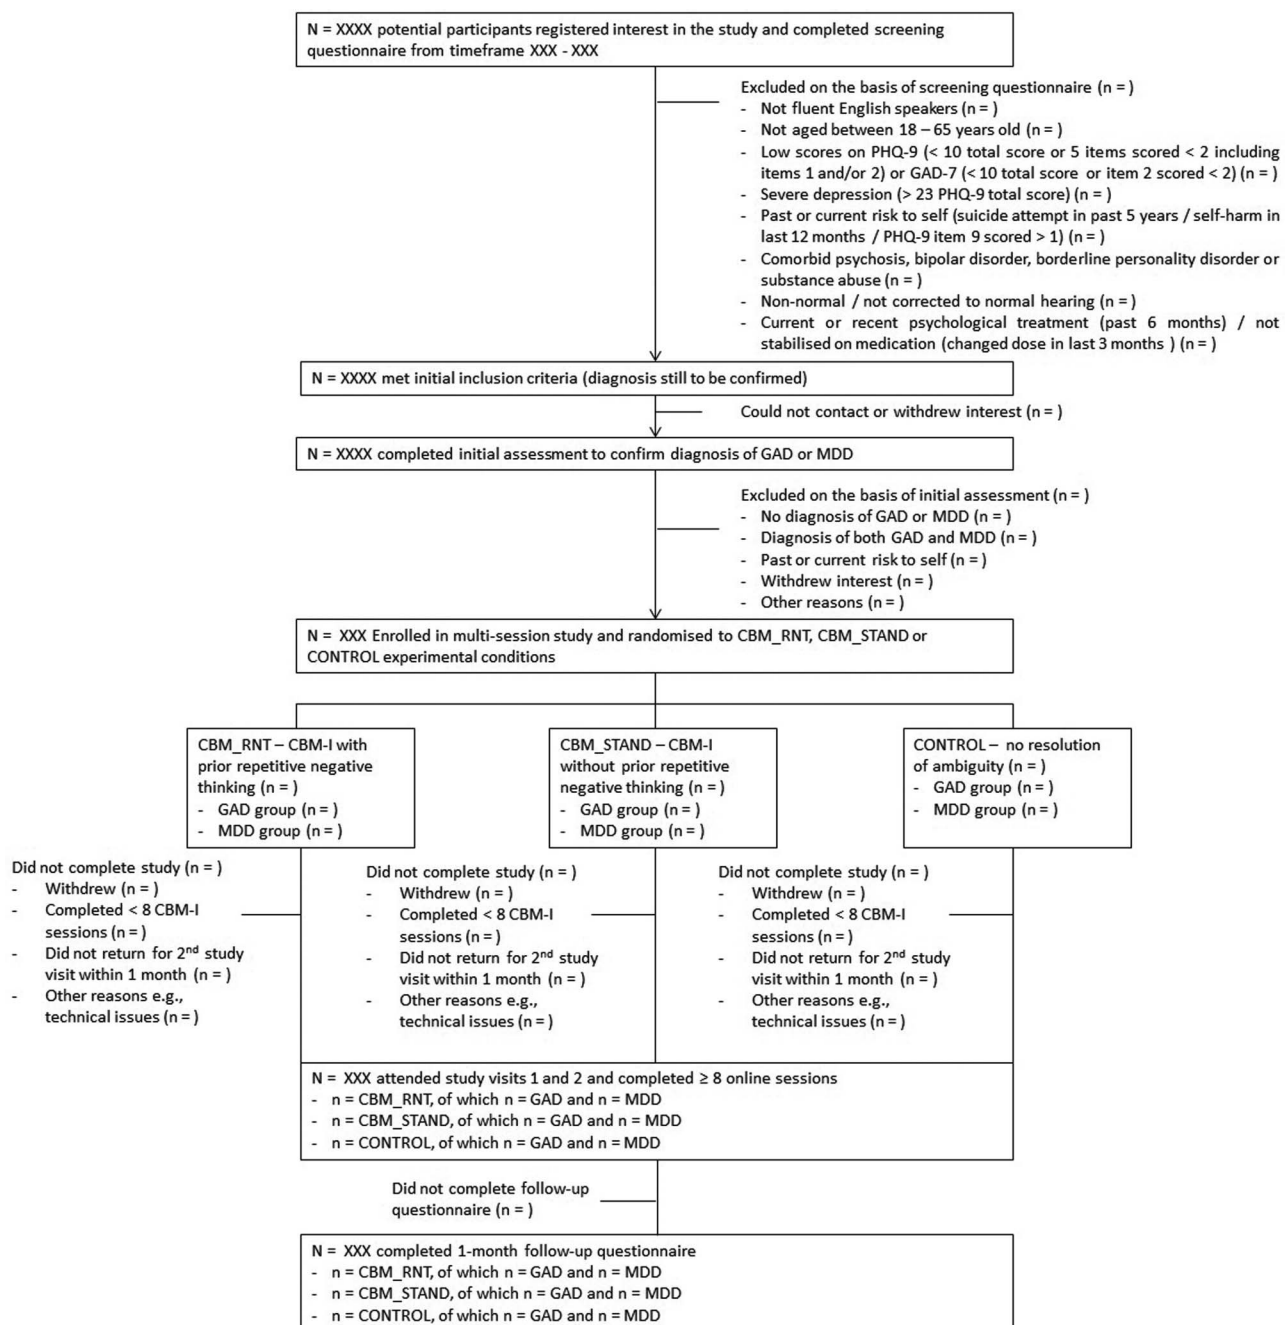 N = XXXX potential participants registered interest in the study and completed screening
questionnaire from timeframe XXX - XXX
Excluded on the basis of screening questionnaire (n = )
- Not fluent English speakers (n = )
- Not aged between 18 – 65 years old (n = )
- Low scores on PHQ-9 (< 10 total score or 5 items scored < 2 including
items 1 and/or 2) or GAD-7 (< 10 total score or item 2 scored < 2) (n = )
- Severe depression (> 23 PHQ-9 total score) (n = )
- Past or current risk to self (suicide attempt in past 5 years / self-harm in
last 12 months / PHQ-9 item 9 scored > 1) (n = )
- Comorbid psychosis, bipolar disorder, borderline personality disorder or
substance abuse (n = )
- Non-normal / not corrected to normal hearing (n = )
- Current or recent psychological treatment (past 6 months) / not
stabilised on medication (changed dose in last 3 months ) (n = )
N = XXXX met initial inclusion criteria (diagnosis still to be confirmed)
Could not contact or withdrew interest (n = )
N = XXXX completed initial assessment to confirm diagnosis of GAD or MDD
Excluded on the basis of initial assessment (n = )
- No diagnosis of GAD or MDD (n = )
- Diagnosis of both GAD and MDD (n = )
- Past or current risk to self (n = )
- Withdrew interest (n = )
- Other reasons (n = )
N = XXX Enrolled in multi-session study and randomised to CBM_RNT, CBM_STAND or
CONTROL experimental conditions
CBM_RNT – CBM-I with
prior repetitive negative
thinking (n = )
- GAD group (n = )
- MDD group (n = )
CBM_STAND – CBM-I
without prior repetitive
negative thinking (n = )
- GAD group (n = )
- MDD group (n = )
CONTROL – no resolution
of ambiguity (n = )
- GAD group (n = )
- MDD group (n = )
Did not complete study (n = )
- Withdrew (n = )
- Completed < 8 CBM-I
sessions (n = )
- Did not return for 2nd study
visit within 1 month (n = )
- Other reasons e.g.,
technical issues (n = )
Did not complete study (n = )
- Withdrew (n = )
- Completed < 8 CBM-I
sessions (n = )
- Did not return for 2nd study
visit within 1 month (n = )
- Other reasons e.g.,
technical issues (n = )
Did not complete study (n = )
- Withdrew (n = )
- Completed < 8 CBM-I
sessions (n = )
- Did not return for 2nd study
visit within 1 month (n = )
- Other reasons e.g.,
technical issues (n = )
N = XXX attended study visits 1 and 2 and completed ≥ 8 online sessions
- n = CBM_RNT, of which n = GAD and n = MDD
- n = CBM_STAND, of which n = GAD and n = MDD
- n = CONTROL, of which n = GAD and n = MDD
Did not complete follow-up
questionnaire (n = )
N = XXX completed 1-month follow-up questionnaire
- n = CBM_RNT, of which n = GAD and n = MDD
- n = CBM_STAND, of which n = GAD and n = MDD
- n = CONTROL, of which n = GAD and n = MDD